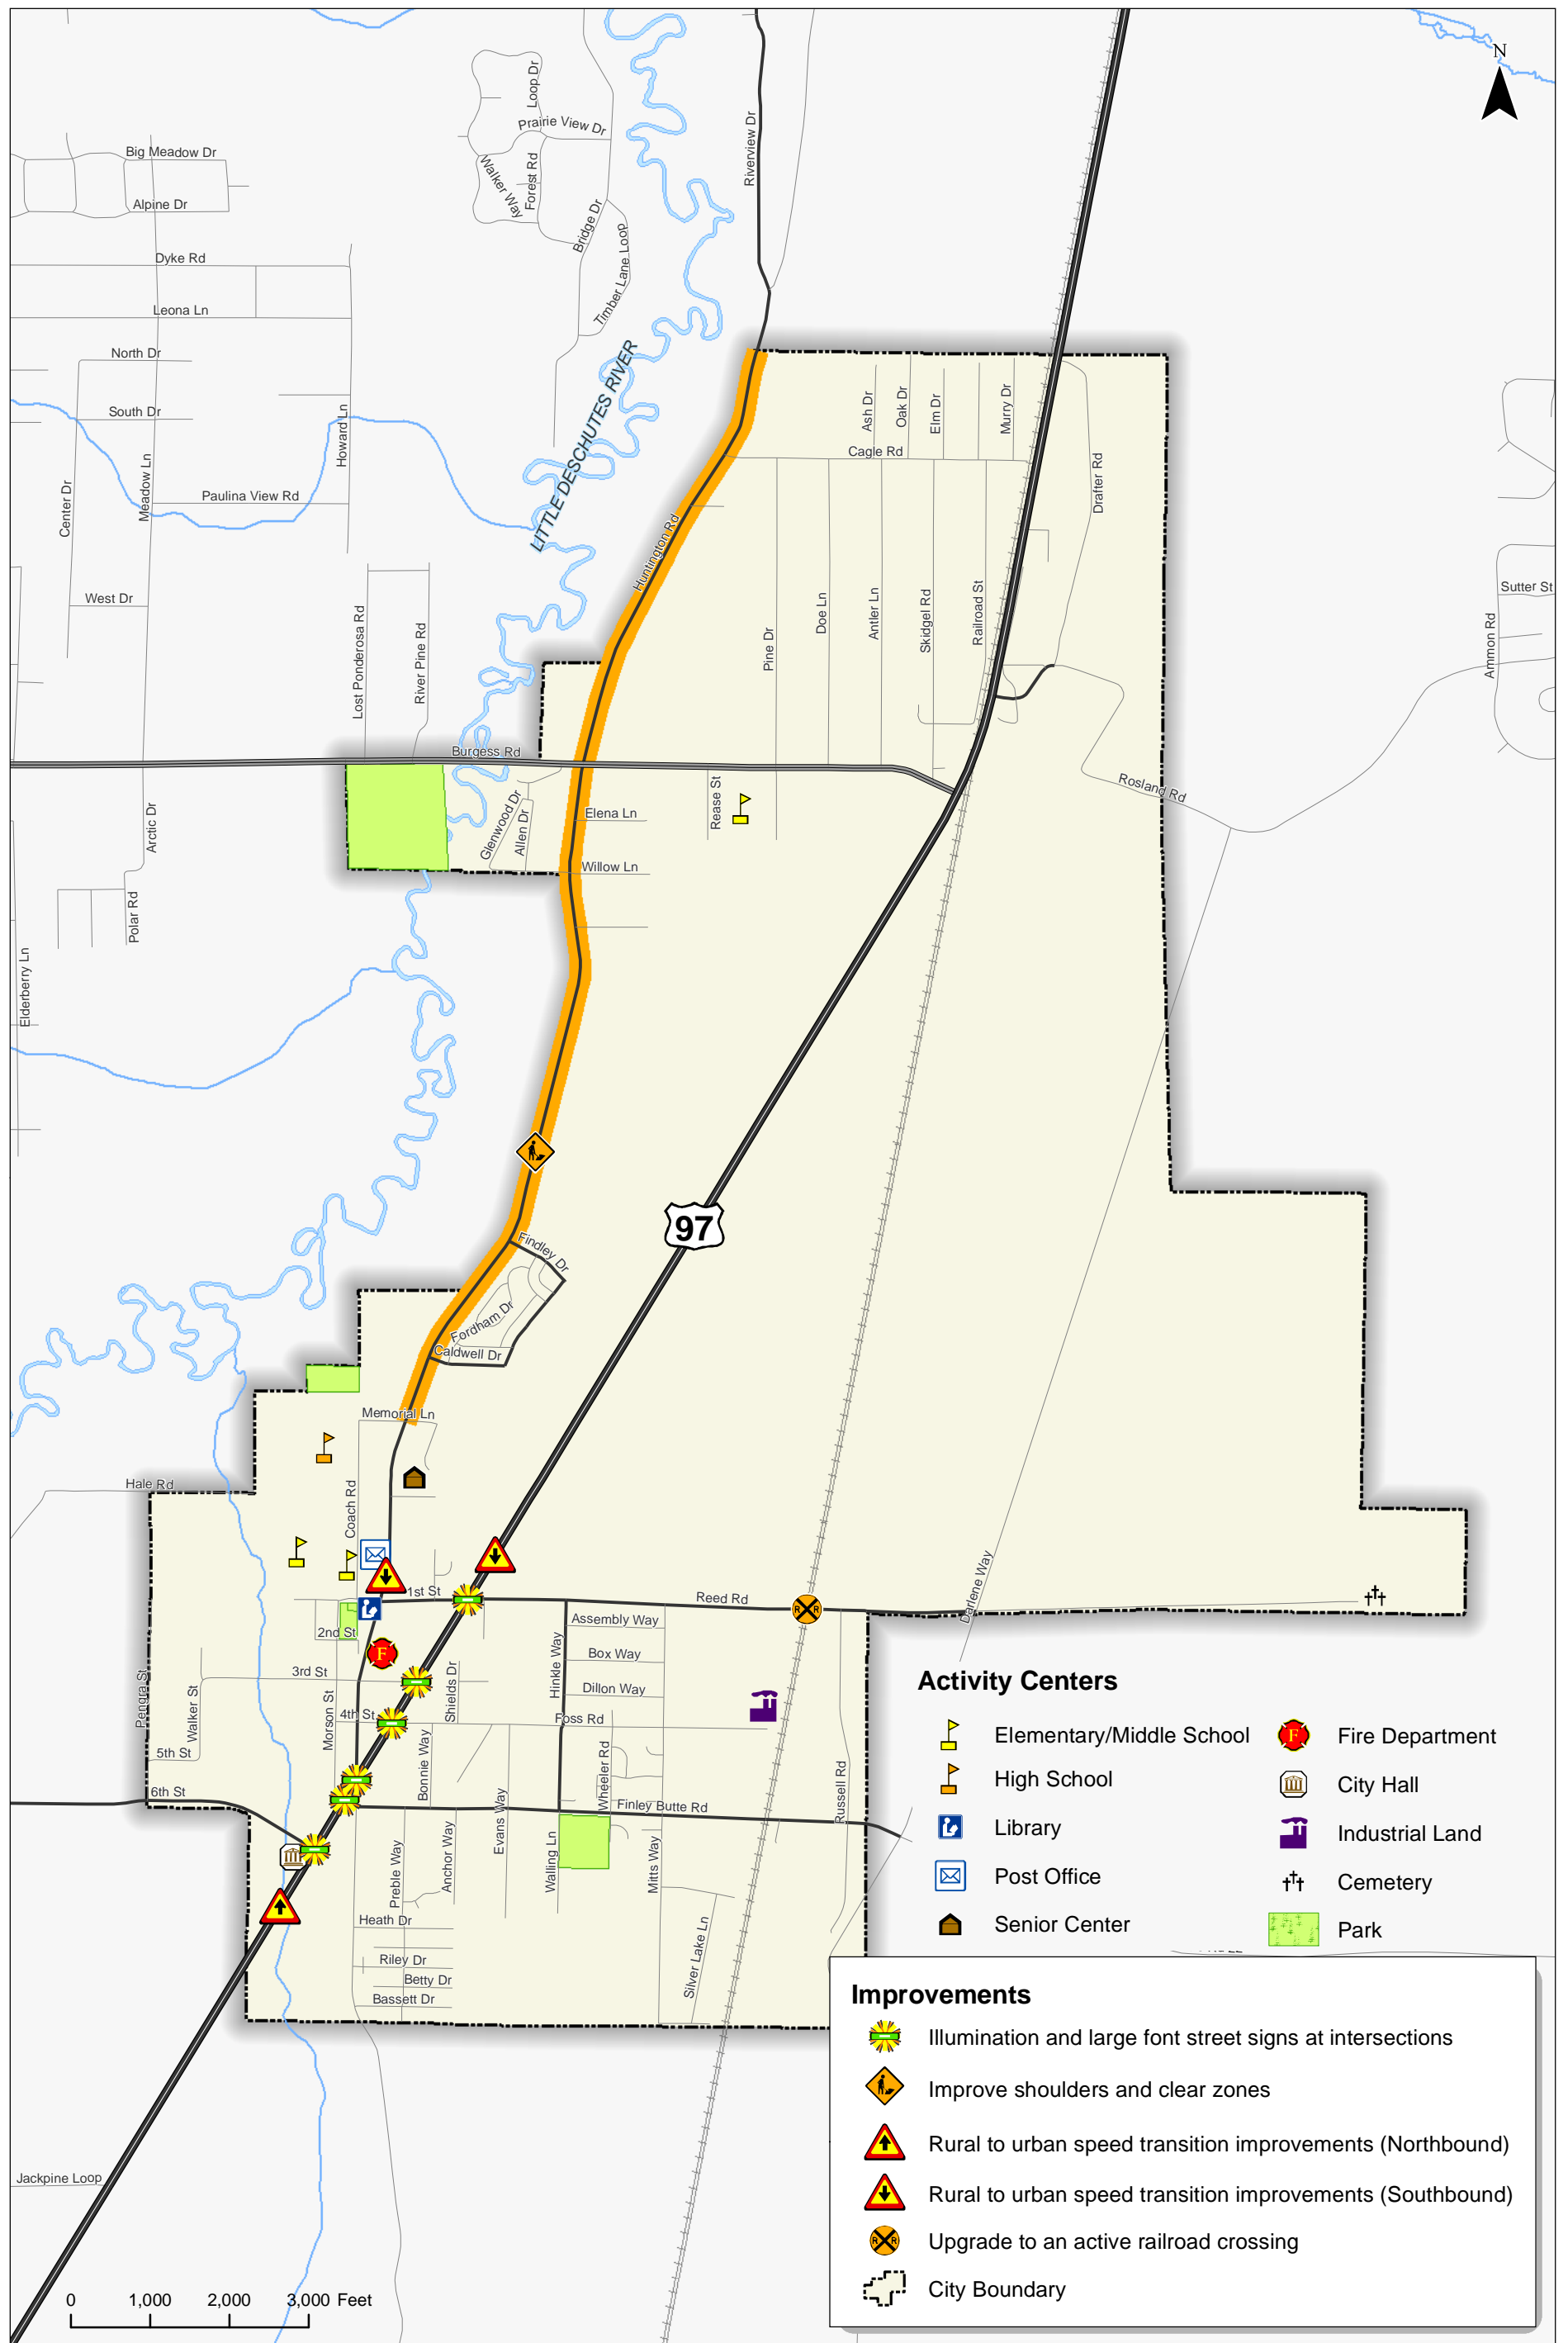 N
Loop Dr
Prairie View Dr
Walker Way
Forest Rd
Bridge Dr
Timber Lane Loop
Riverview Dr
Big Meadow Dr
Alpine Dr
Dyke Rd
Leona Ln
North Dr
South Dr
Howard Ln
Center Dr
Meadow Ln
Paulina View Rd
West Dr
LITTLE DESCHUTES RIVER
Ash Dr
Oak Dr
Elm Dr
Murry Dr
Cagle Rd
Drafter Rd
Huntington Rd
Lost Ponderosa Rd
River Pine Rd
Pine Dr
Doe Ln
Antler Ln
Skidgel Rd
Railroad St
Sutter St
Ammon Rd
Burgess Rd
Rosland Rd
Arctic Dr
Glenwood Dr
Allen Dr
Elena Ln
Rease St
Willow Ln
Polar Rd
Elderberry Ln
97
Findley Dr
Fordham Dr
Caldwell Dr
Memorial Ln
Hale Rd
Coach Rd
1st St
Reed Rd
R R
Darlene Way
Assembly Way
2nd St
F
Box Way
3rd St
Hinkle Way
Shields Dr
Dillon Way
Pengra St
Walker St
Morson St
4th St
Foss Rd
5th St
Bonnie Way
Wheeler Rd
Russell Rd
6th St
Finley Butte Rd
Preble Way
Anchor Way
Evans Way
Walling Ln
Mitts Way
Heath Dr
Riley Dr
Betty Dr
Bassett Dr
Silver Lake Ln
Jackpine Loop
Activity Centers
Elementary/Middle School
High School
Library
Post Office
Senior Center
F
Fire Department
City Hall
Industrial Land
Cemetery
Park
Improvements
Illumination and large font street signs at intersections
Improve shoulders and clear zones
Rural to urban speed transition improvements (Northbound)
Rural to urban speed transition improvements (Southbound)
R R
Upgrade to an active railroad crossing
City Boundary
0 1,000 2,000 3,000 Feet